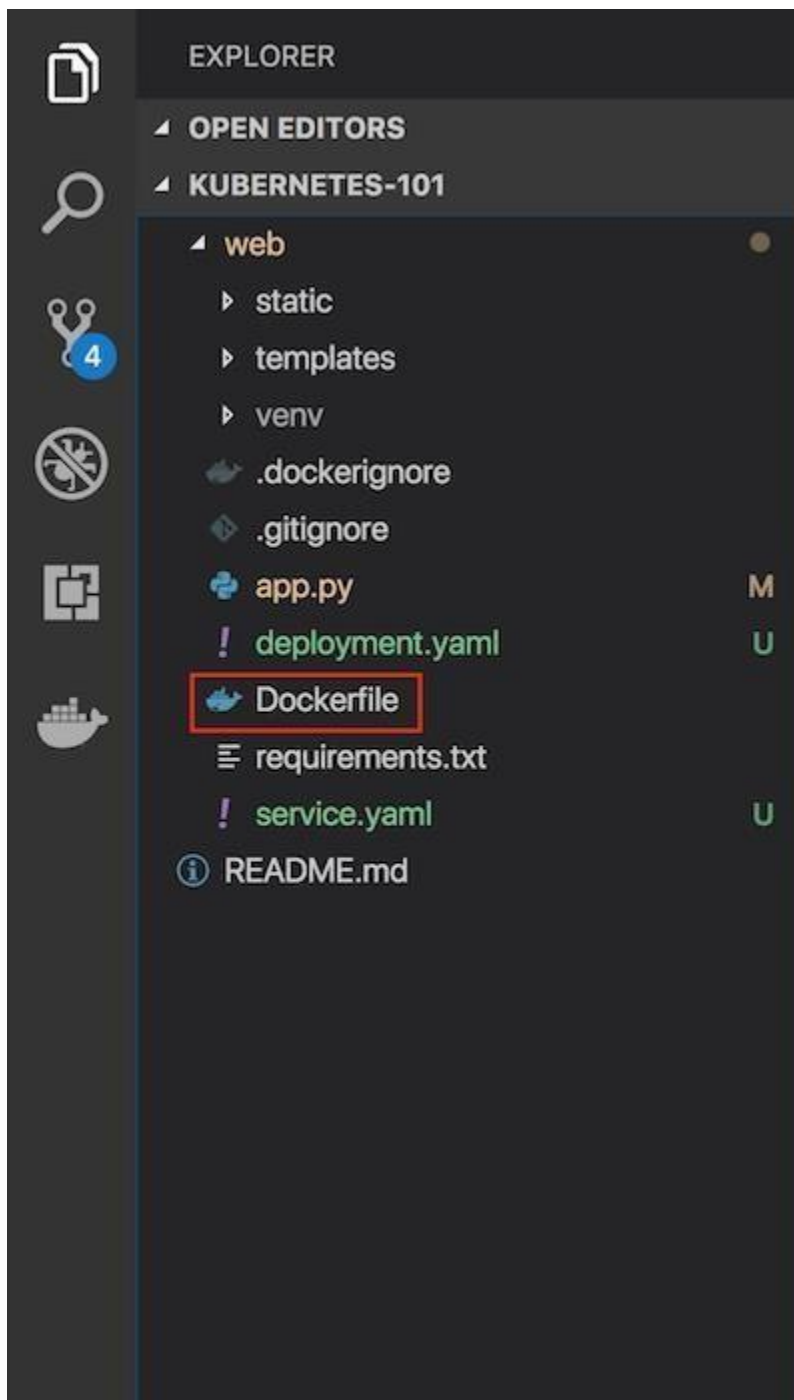 EXPLORER
OPEN EDITORS
KUBERNETES-101
web
static
4
templates
venv
.dockerignore
.gitignore
app.py M
! deployment.yaml U
Dockerfile
requirements.txt
! service.yaml U
README.md